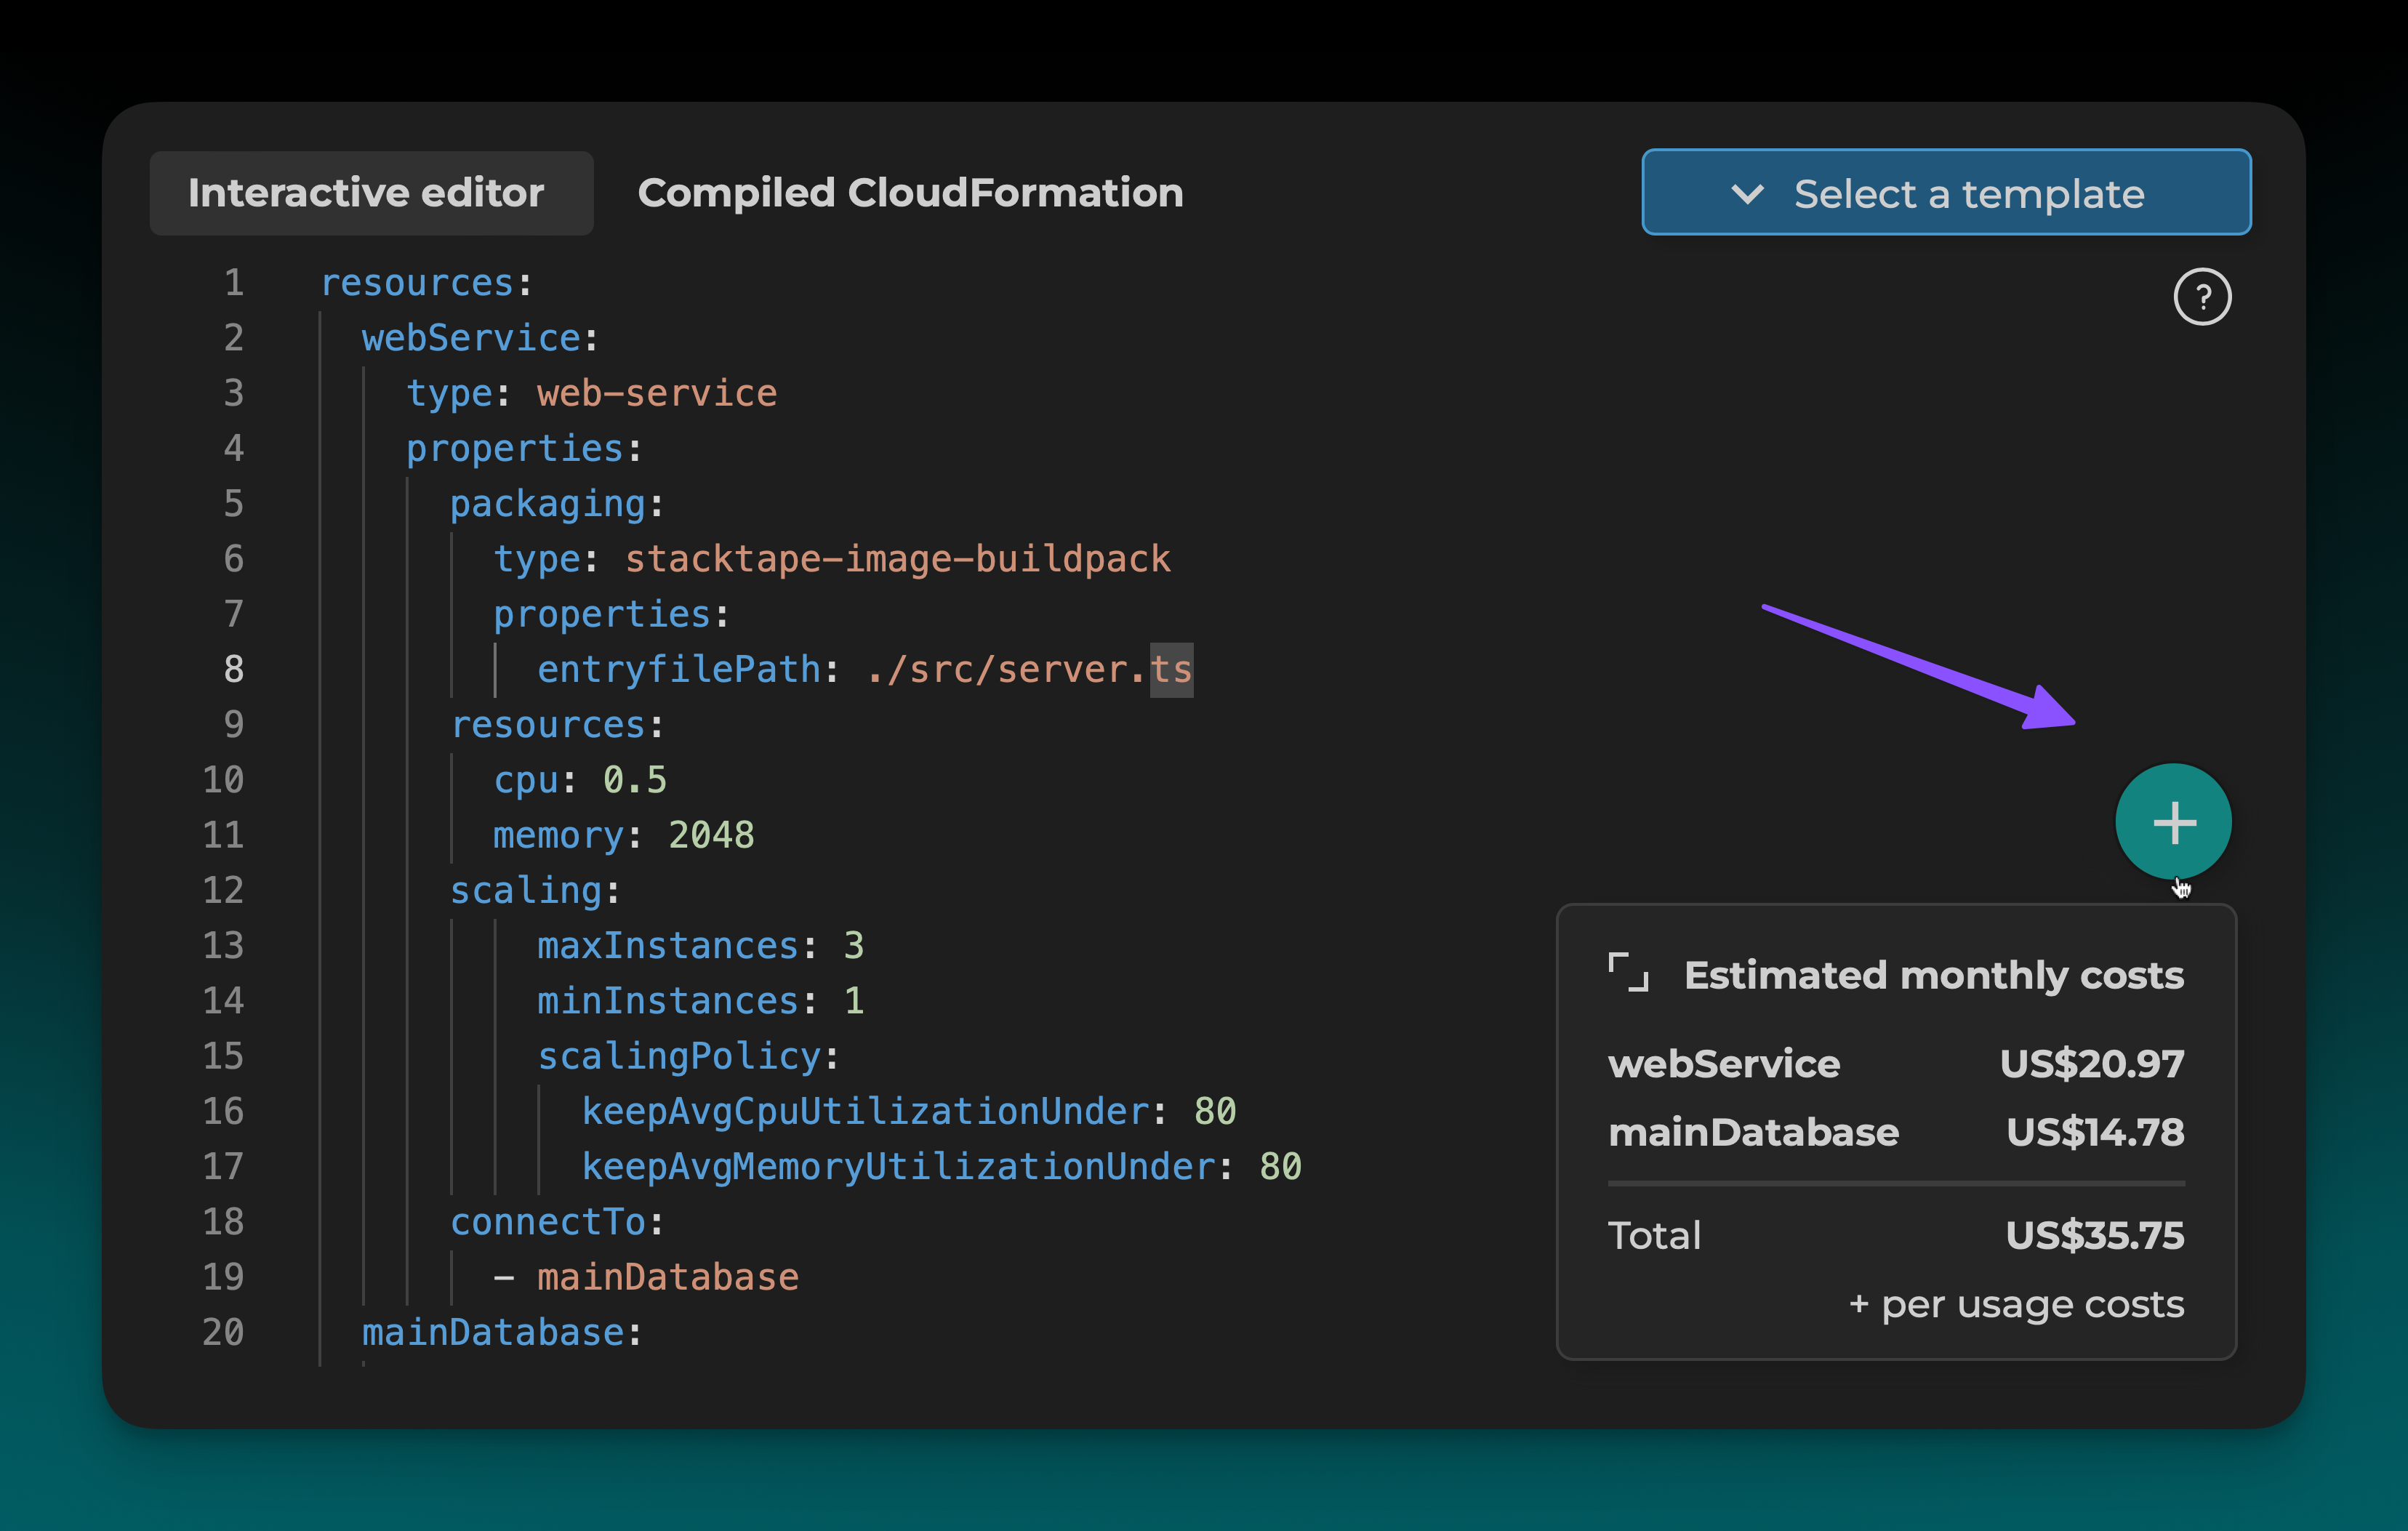 Interactive editor
Compiled CloudFormation
Select a template
?
1 resources:
2 webService:
3 type: web-service
4 properties:
5 packaging:
6 type: stacktape-image-buildpack
7 properties:
8 entryfilePath: ./src/server.ts
9 resources:
10 cpu: 0.5
11 memory: 2048
12 scaling:
13 maxInstances: 3
14 minInstances: 1
15 scalingPolicy:
16 keepAvgCpuUtilizationUnder: 80
17 keepAvgMemoryUtilizationUnder: 80
18 connectTo:
19 - mainDatabase
20 mainDatabase:
+
Estimated monthly costs
webService US$20.97
mainDatabase US$14.78
Total US$35.75
+ per usage costs